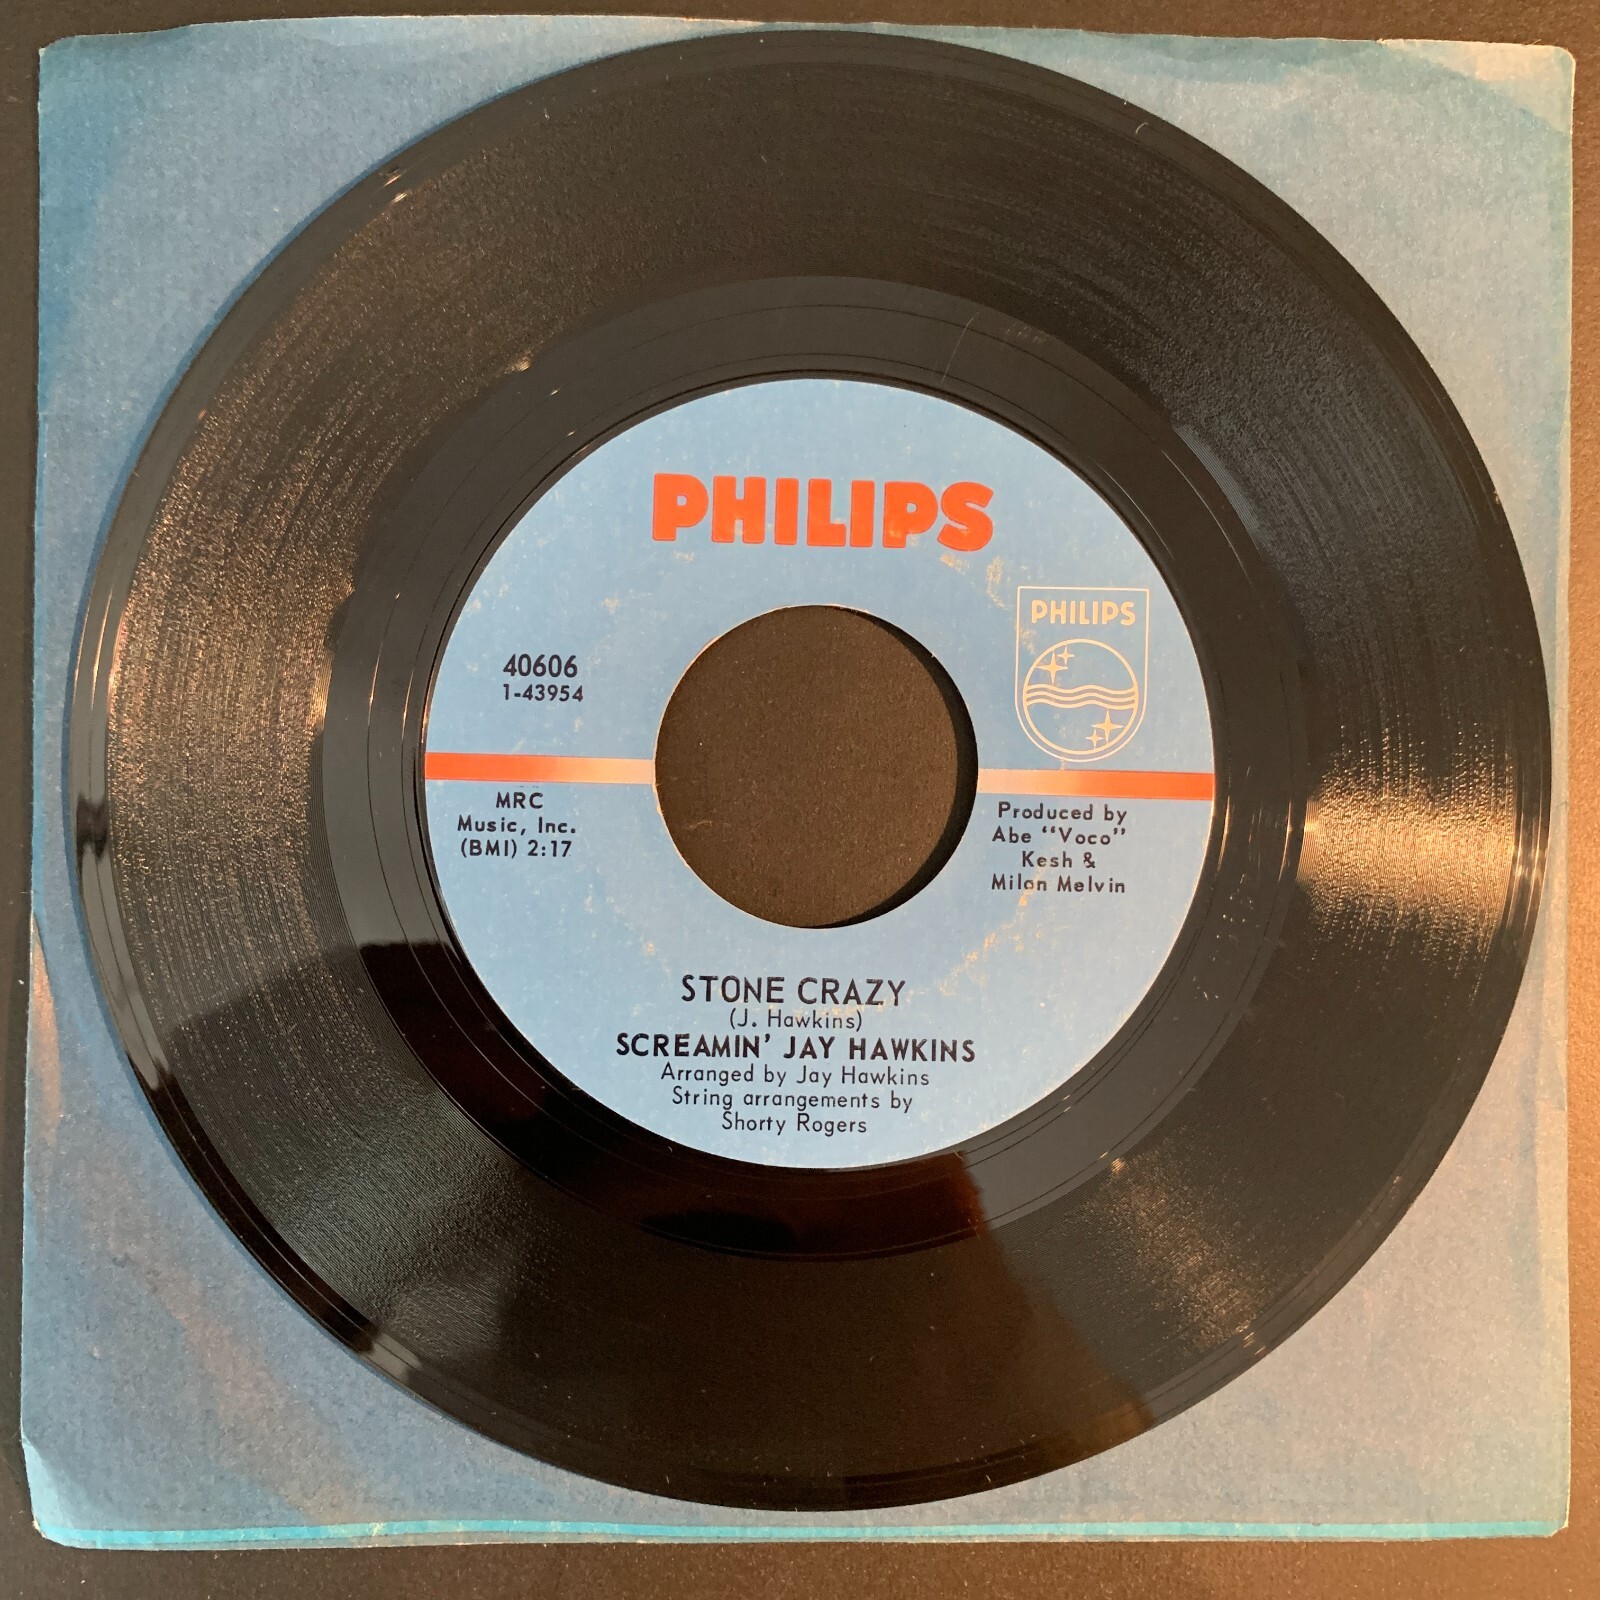 PHILIPS
PHILIPS
40606
1-43954
MRC
Music, Inc.
(BMI) 2:17
Produced by
Abe "Voco"
Kesh &
Milan Melvin
STONE CRAZY
(J. Hawkins)
SCREAMIN' JAY HAWKINS
Arranged by Jay Hawkins
String arrangements by
Shorty Rogers